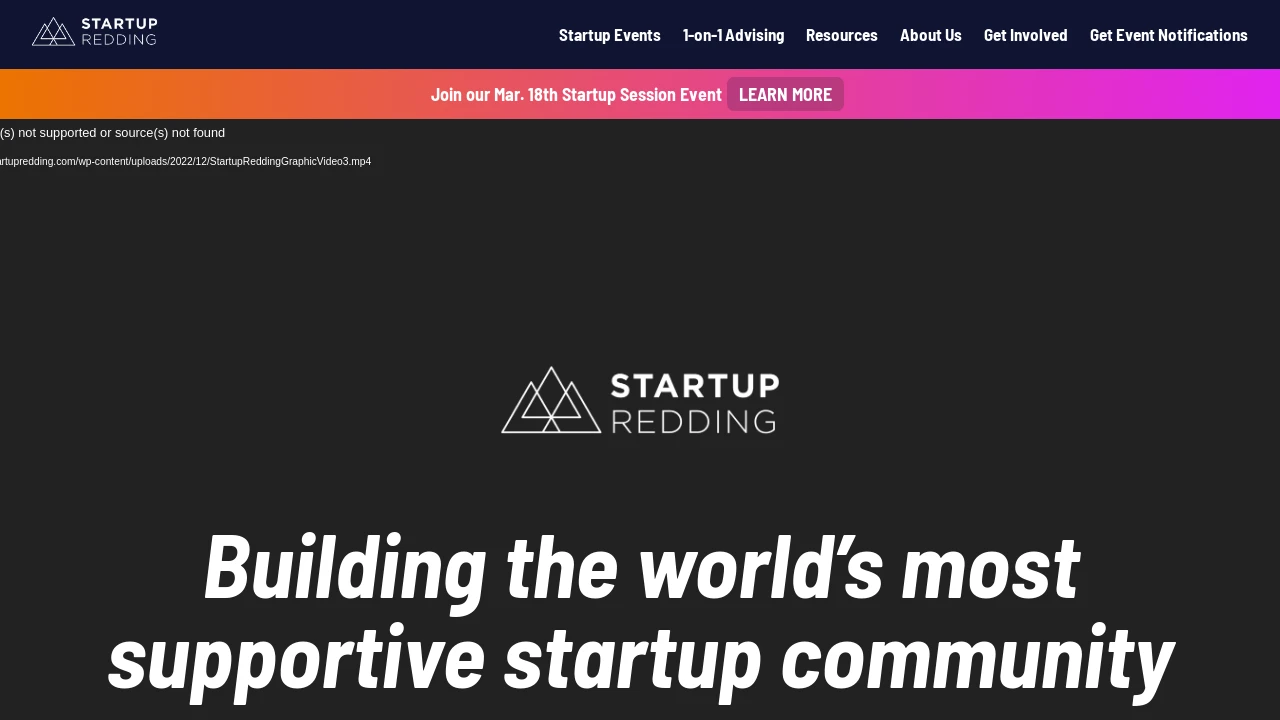 STARTUP
REDDING
Startup Events 1-on-1 Advising Resources About Us Get Involved Get Event Notifications
Join our Mar. 18th Startup Session Event LEARN MORE
(s) not supported or source(s) not found
artupredding.com/wp-content/uploads/2022/12/StartupReddingGraphicVideo3.mp4
STARTUP
REDDING
Building the world’s most
supportive startup community